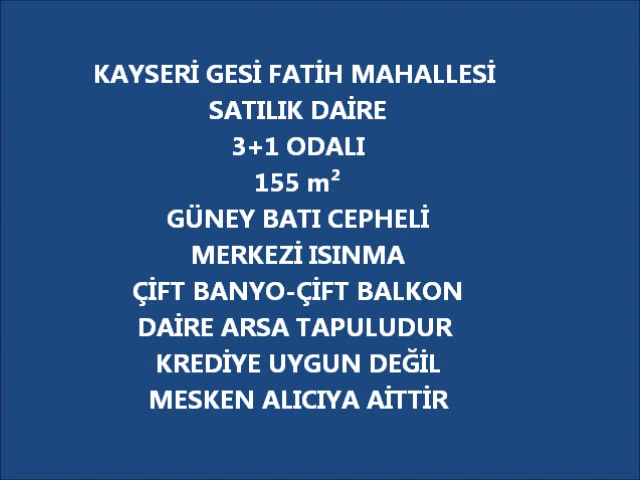 KAYSERİ GESİ FATİH MAHALLESİ
SATILIK DAİRE
3+1 ODALI
155 m²
GÜNEY BATI CEPHELİ
MERKEZİ ISINMA
ÇİFT BANYO-ÇİFT BALKON
DAİRE ARSA TAPULUDUR
KREDİYE UYGUN DEĞİL
MESKEN ALICIYA AİTTİR